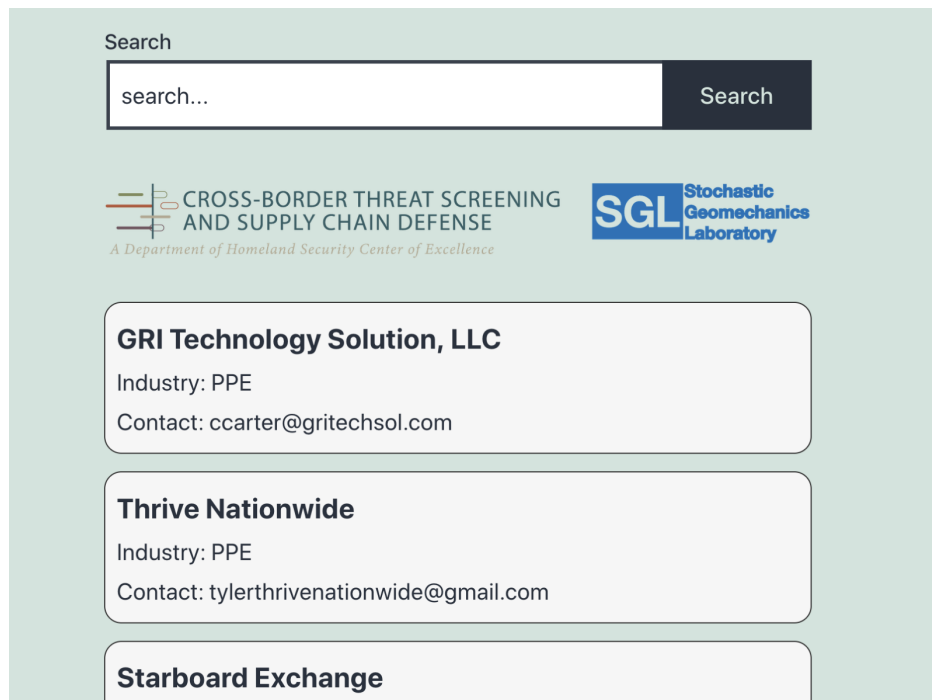 Search
search...
Search
CROSS-BORDER THREAT SCREENING
AND SUPPLY CHAIN DEFENSE
A Department of Homeland Security Center of Excellence
SGL
Stochastic
Geomechanics
Laboratory
GRI Technology Solution, LLC
Industry: PPE
Contact: ccarter@gritechsol.com
Thrive Nationwide
Industry: PPE
Contact: tylerthrivenationwide@gmail.com
Starboard Exchange